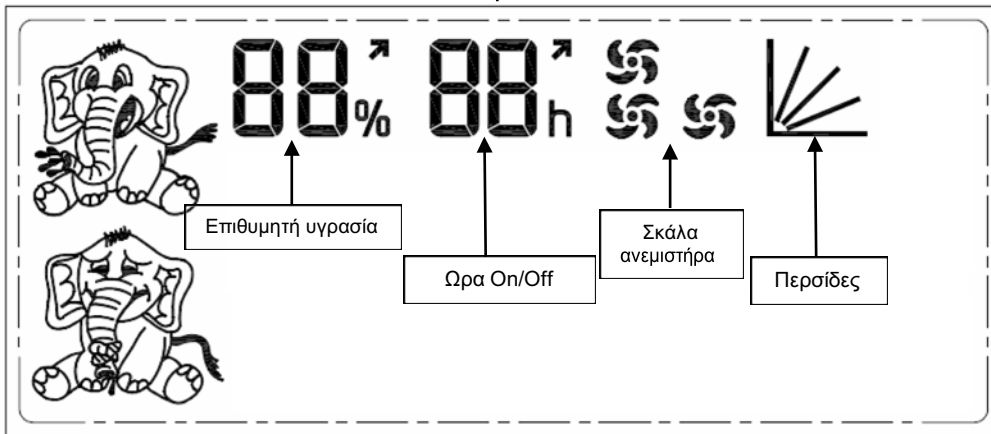 88% 88h
Επιθυμητή υγρασία
Σκάλα
ανεμιστήρα
Ωρα On/Off
Περσίδες